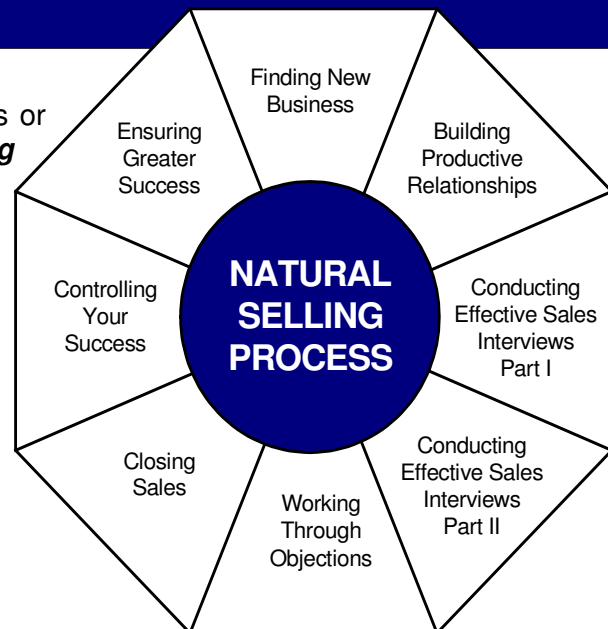 s or
g
Finding New
Business
Building
Productive
Relationships
Conducting
Effective Sales
Interviews
Part I
Conducting
Effective Sales
Interviews
Part II
Working
Through
Objections
Closing
Sales
Controlling
Your
Success
Ensuring
Greater
Success
NATURAL
SELLING
PROCESS